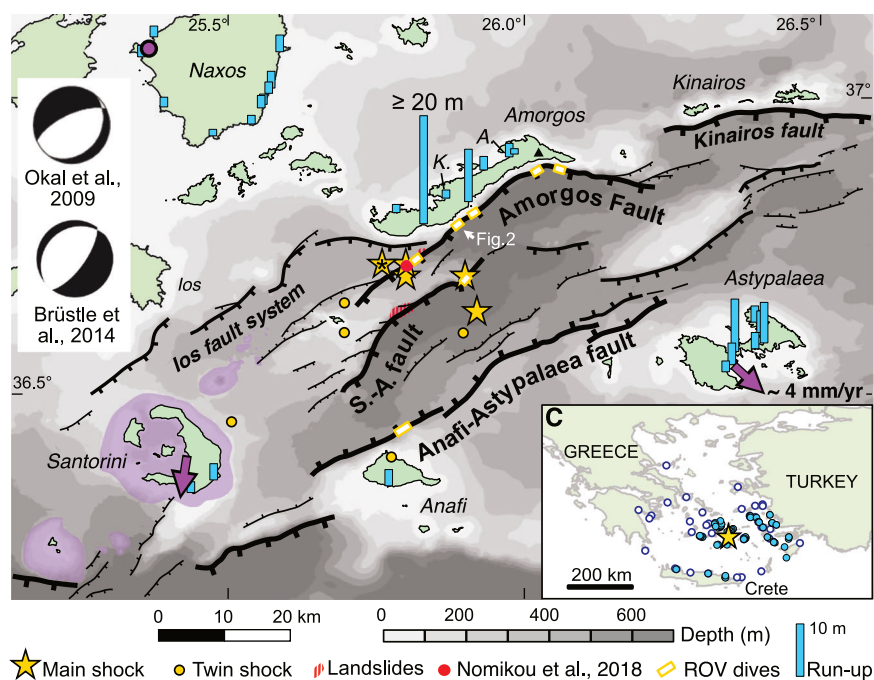 25.5°
26.0°
26.5°
Naxos
Kinairos
37°
≥ 20 m
Amorgos
Kinairos fault
A.
K.
Okal et al.,
2009
Amorgos Fault
Fig.2
Ios
Astypalaea
Brüstle et
al., 2014
Ios fault system
S.-A. fault
Anafi-Astypalaea fault
~ 4 mm/yr
36.5°
C
GREECE
TURKEY
Santorini
Anafi
200 km
Crete
0 10 20 km
0 200 400 600
Depth (m)
10 m
Main shock
Twin shock
Landslides
Nomikou et al., 2018
ROV dives
Run-up